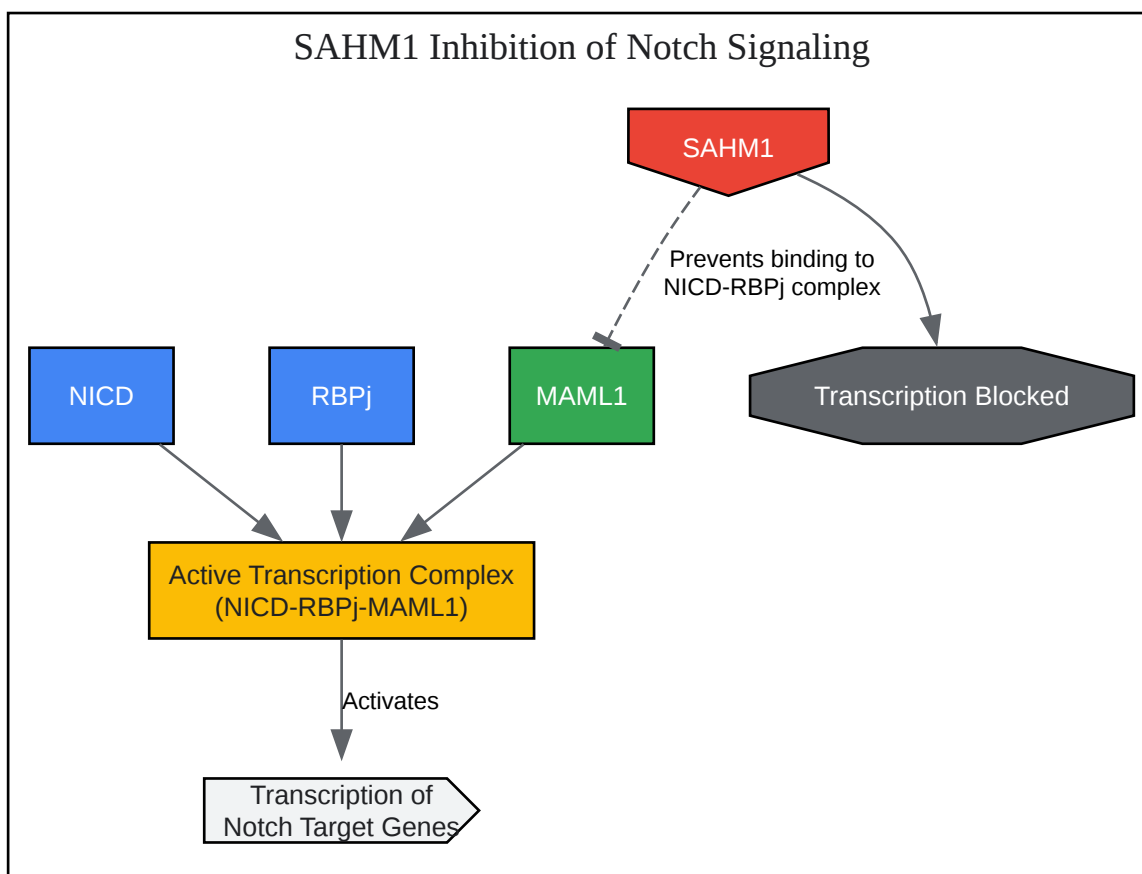 SAHM1 Inhibition of Notch Signaling
SAHM1
Prevents binding to
NICD-RBPj complex
NICD
RBPj
MAML1
Transcription Blocked
Active Transcription Complex
(NICD-RBPj-MAML1)
Activates
Transcription of
Notch Target Genes